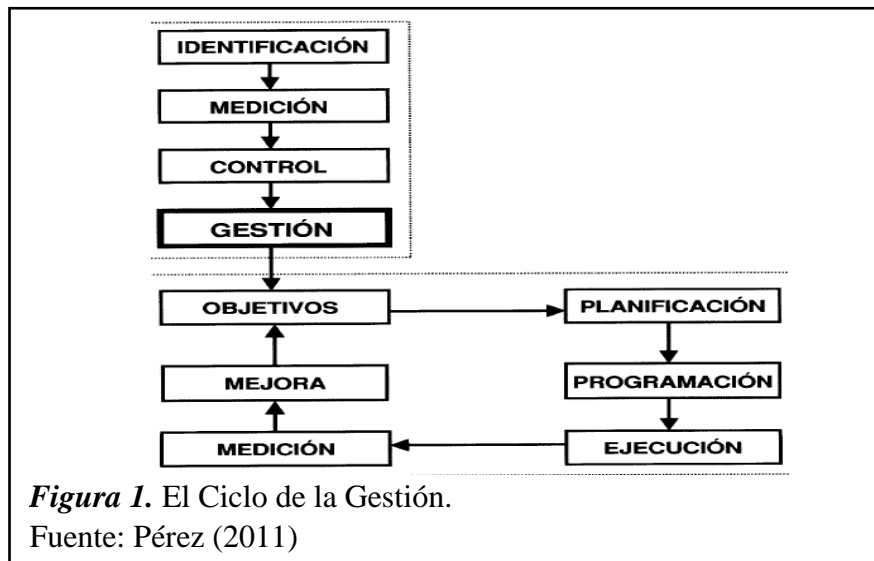 IDENTIFICACIÓN
MEDICIÓN
CONTROL
GESTIÓN
OBJETIVOS
PLANIFICACIÓN
MEJORA
PROGRAMACIÓN
MEDICIÓN
EJECUCIÓN
Figura 1. El Ciclo de la Gestión.
Fuente: Pérez (2011)